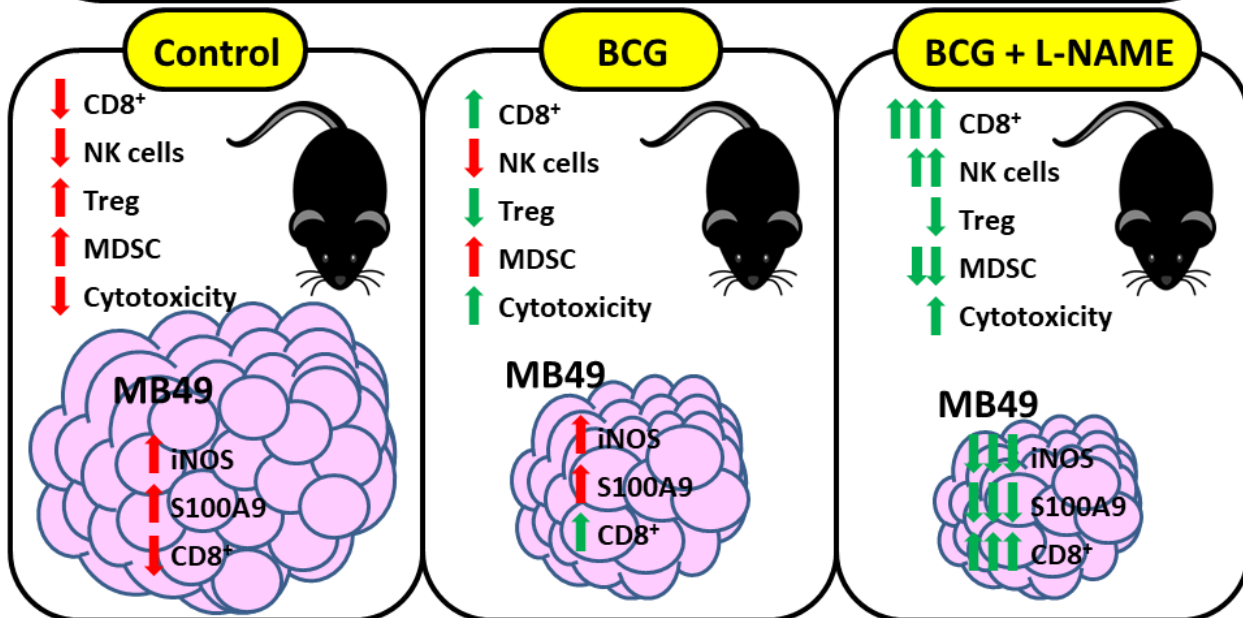 Control
CD8⁺
NK cells
Treg
MDSC
Cytotoxicity
MB49
iNOS
S100A9
CD8⁺
BCG
CD8⁺
NK cells
Treg
MDSC
Cytotoxicity
MB49
iNOS
S100A9
CD8⁺
BCG + L-NAME
CD8⁺
NK cells
Treg
MDSC
Cytotoxicity
MB49
iNOS
S100A9
CD8⁺